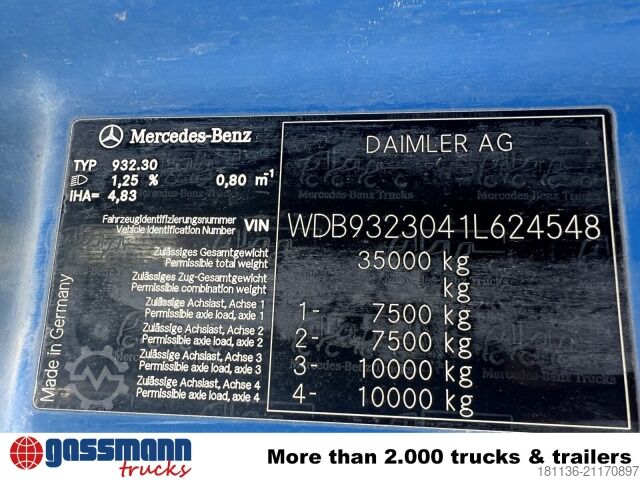 Mercedes-Benz
DAIMLER AG
TYP 932.30
1,25 % 0,80 m⁻¹
IHA= 4,83
Fahrzeugidentifizierungsnummer
Vehicle Identification Number VIN WDB9323041L624548
Zulässiges Gesamtgewicht
Permissible total weight 35000 kg
Zulässiges Zug-Gesamtgewicht
Permissible combination weight kg
Zulässige Achslast, Achse 1
Permissible axle load, axle 1 1- 7500 kg
Zulässige Achslast, Achse 2
Permissible axle load, axle 2 2- 7500 kg
Zulässige Achslast, Achse 3
Permissible axle load, axle 3 3- 10000 kg
Zulässige Achslast, Achse 4
Permissible axle load, axle 4 4- 10000 kg
Made in Germany
Mercedes-Benz Trucks
gassmann
trucks
More than 2.000 trucks & trailers
181136-21170897